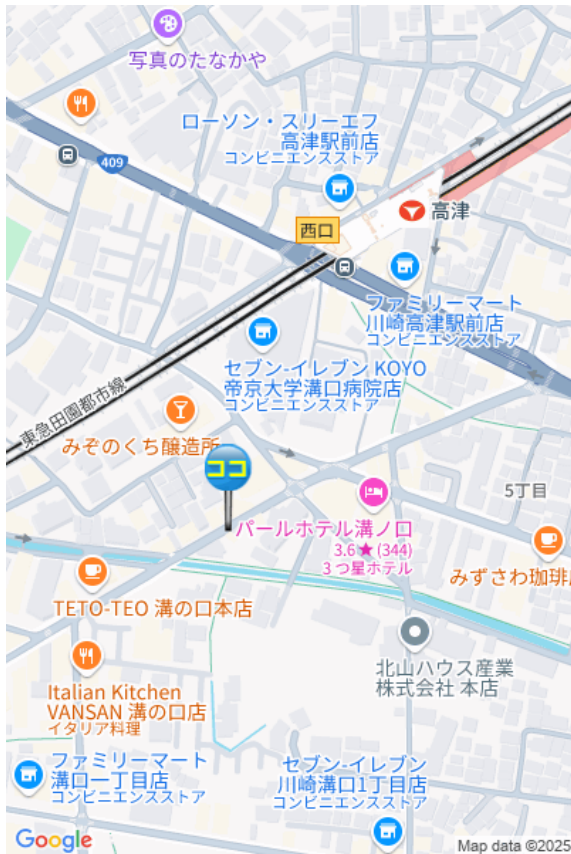 写真のたなかや
ローソン・スリーエフ
高津駅前店
コンビニエンスストア
409
高津
西口
ファミリーマート
川崎高津駅前店
コンビニエンスストア
セブン-イレブン KOYO
帝京大学溝口病院店
コンビニエンスストア
東急田園都市線
みぞのくち醸造所
ココ
5丁目
パールホテル溝ノ口
3.6★(344)
3 つ星ホテル
みずさわ珈琲
TETO-TEO 溝の口本店
北山ハウス産業
株式会社 本店
Italian Kitchen
VANSAN 溝の口店
イタリア料理
ファミリーマート
溝口一丁目店
コンビニエンスストア
セブン-イレブン
川崎溝口1丁目店
コンビニエンスストア
Google
Map data ©2025